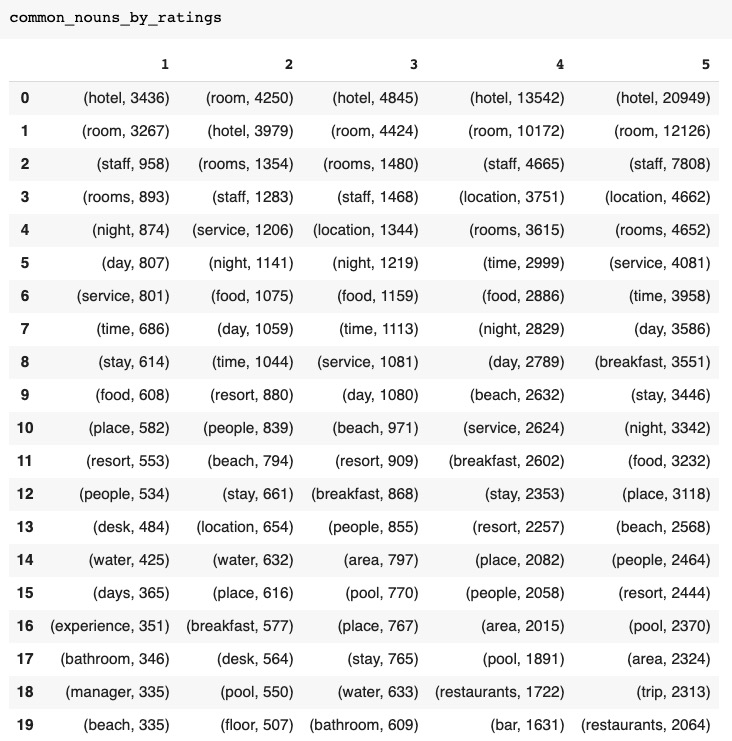 common_nouns_by_ratings
1 2 3 4 5
0 (hotel, 3436) (room, 4250) (hotel, 4845) (hotel, 13542) (hotel, 20949)
1 (room, 3267) (hotel, 3979) (room, 4424) (room, 10172) (room, 12126)
2 (staff, 958) (rooms, 1354) (rooms, 1480) (staff, 4665) (staff, 7808)
3 (rooms, 893) (staff, 1283) (staff, 1468) (location, 3751) (location, 4662)
4 (night, 874) (service, 1206) (location, 1344) (rooms, 3615) (rooms, 4652)
5 (day, 807) (night, 1141) (night, 1219) (time, 2999) (service, 4081)
6 (service, 801) (food, 1075) (food, 1159) (food, 2886) (time, 3958)
7 (time, 686) (day, 1059) (time, 1113) (night, 2829) (day, 3586)
8 (stay, 614) (time, 1044) (service, 1081) (day, 2789) (breakfast, 3551)
9 (food, 608) (resort, 880) (day, 1080) (beach, 2632) (stay, 3446)
10 (place, 582) (people, 839) (beach, 971) (service, 2624) (night, 3342)
11 (resort, 553) (beach, 794) (resort, 909) (breakfast, 2602) (food, 3232)
12 (people, 534) (stay, 661) (breakfast, 868) (stay, 2353) (place, 3118)
13 (desk, 484) (location, 654) (people, 855) (resort, 2257) (beach, 2568)
14 (water, 425) (water, 632) (area, 797) (place, 2082) (people, 2464)
15 (days, 365) (place, 616) (pool, 770) (people, 2058) (resort, 2444)
16 (experience, 351) (breakfast, 577) (place, 767) (area, 2015) (pool, 2370)
17 (bathroom, 346) (desk, 564) (stay, 765) (pool, 1891) (area, 2324)
18 (manager, 335) (pool, 550) (water, 633) (restaurants, 1722) (trip, 2313)
19 (beach, 335) (floor, 507) (bathroom, 609) (bar, 1631) (restaurants, 2064)